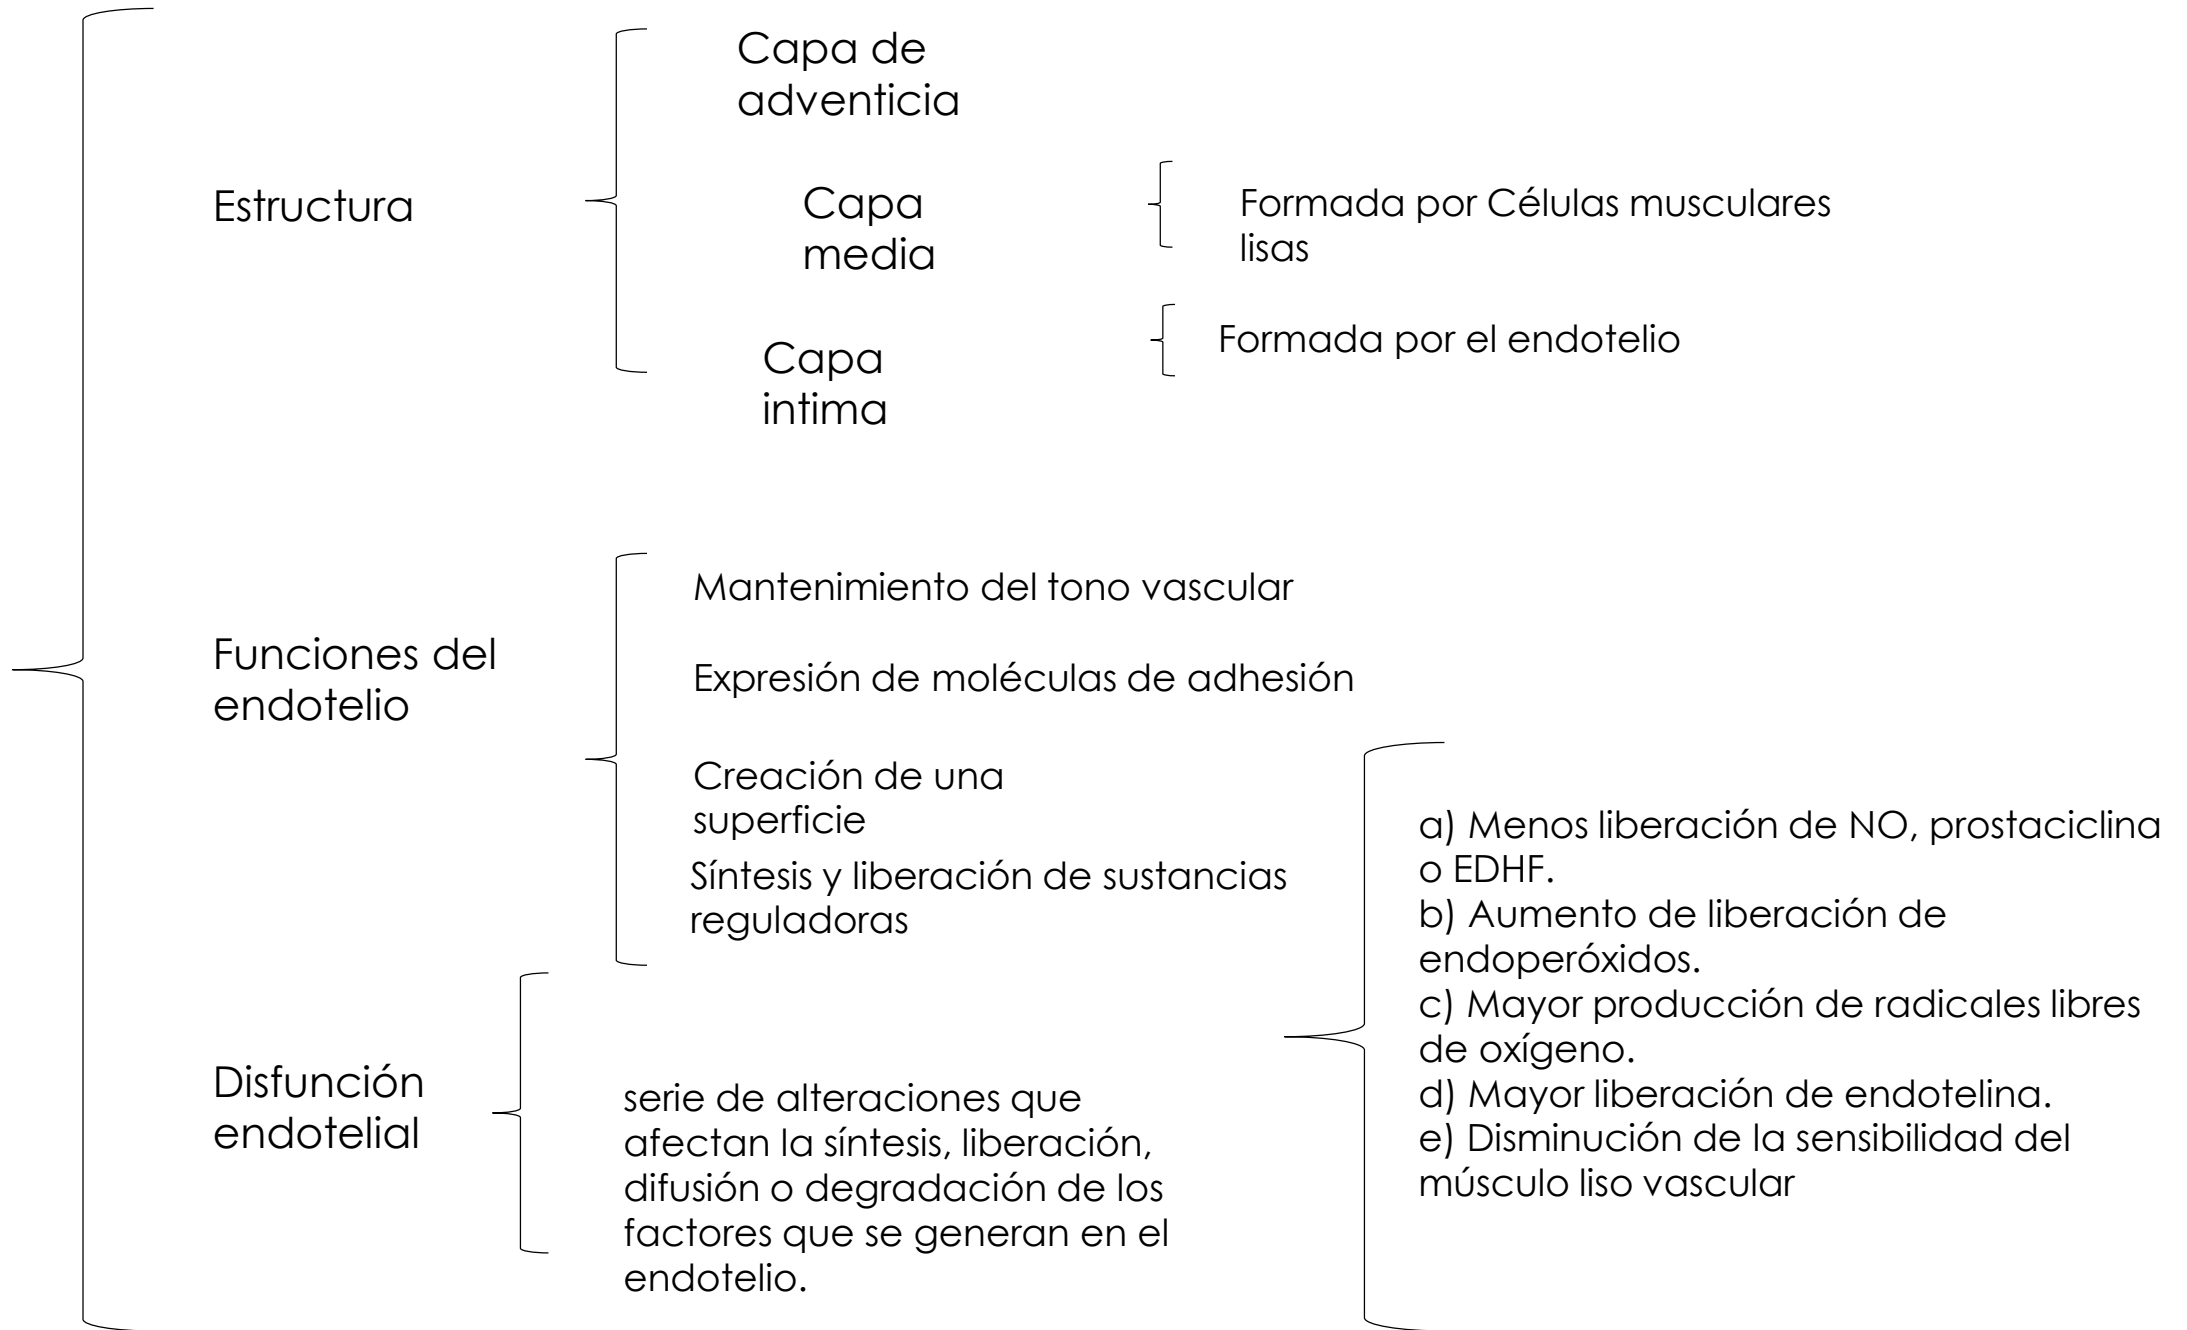 Capa de
adventicia
Estructura
Capa
media
Formada por Células musculares
lisas
Capa
intima
Formada por el endotelio
Funciones del
endotelio
Mantenimiento del tono vascular
Expresión de moléculas de adhesión
Creación de una
superficie
Síntesis y liberación de sustancias
reguladoras
Disfunción
endotelial
serie de alteraciones que
afectan la síntesis, liberación,
difusión o degradación de los
factores que se generan en el
endotelio.
a) Menos liberación de NO, prostaciclina
o EDHF.
b) Aumento de liberación de
endoperóxidos.
c) Mayor producción de radicales libres
de oxígeno.
d) Mayor liberación de endotelina.
e) Disminución de la sensibilidad del
músculo liso vascular